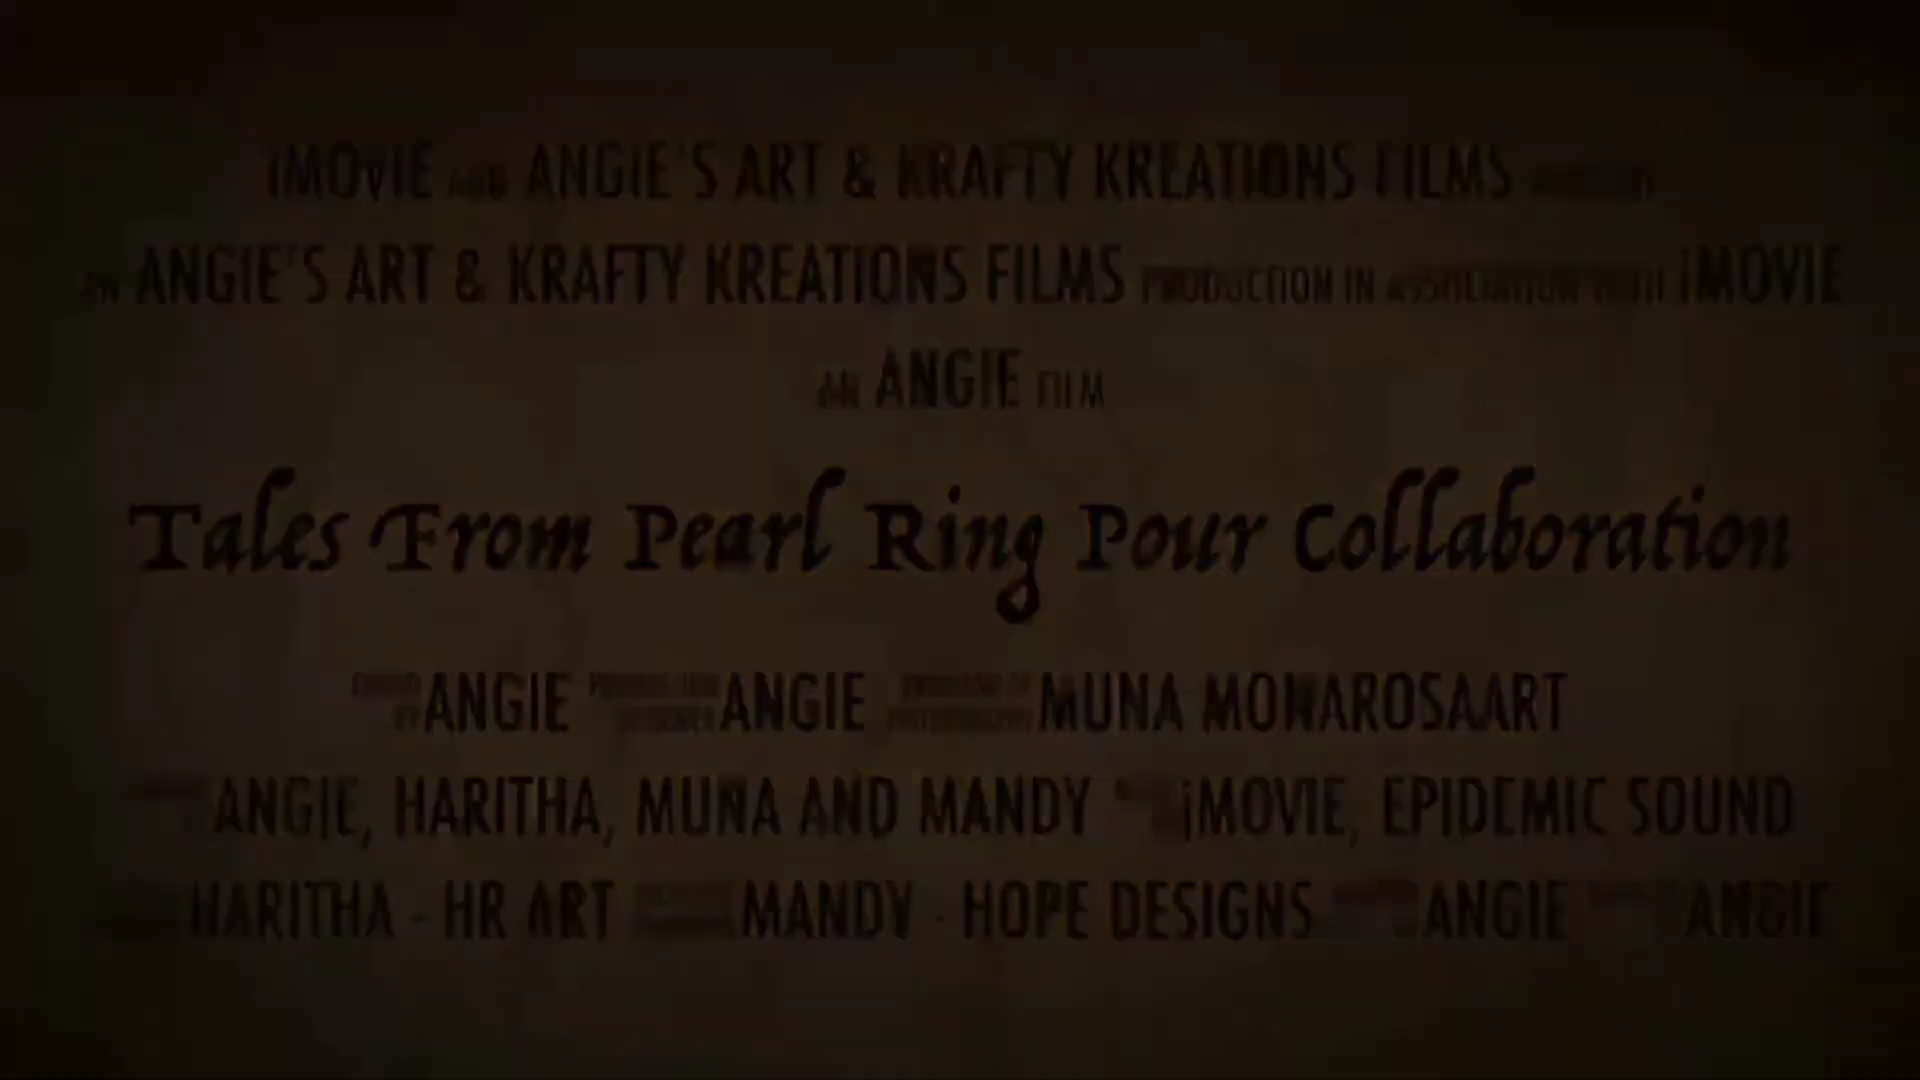 iMOVIE AND ANGIE'S ART & KRAFTY KREATIONS FILMS
AN ANGIE'S ART & KRAFTY KREATIONS FILMS PRODUCTION IN ASSOCIATION WITH iMOVIE
AN ANGIE FILM
Tales From Pearl Ring Pour Collaboration
ANGIE ANGIE MUNA MONAROSAART
ANGIE, HARITHA, MUNA AND MANDY iMOVIE, EPIDEMIC SOUND
HARITHA - HR ART MANDY - HOPE DESIGNS ANGIE ANGIE